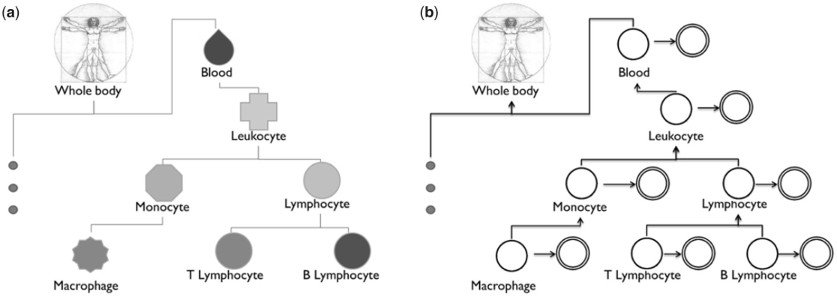 (a)
Whole body
Blood
Leukocyte
Monocyte
Lymphocyte
Macrophage
T Lymphocyte
B Lymphocyte
(b)
Whole body
Blood
Leukocyte
Monocyte
Lymphocyte
Macrophage
T Lymphocyte
B Lymphocyte